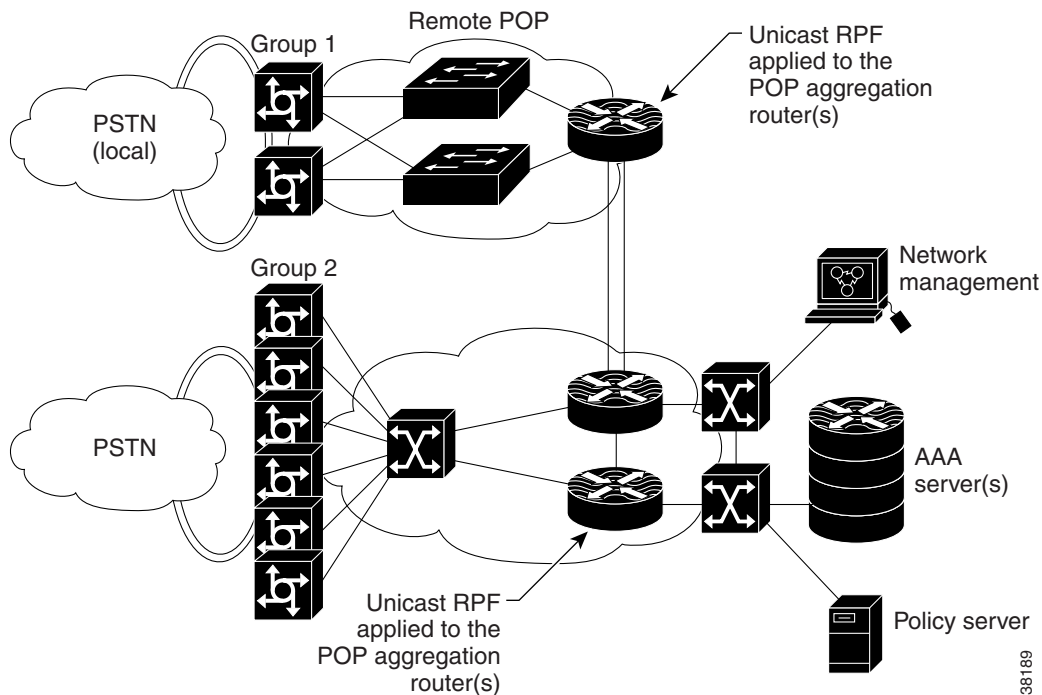 Remote POP
Group 1
Unicast RPF
applied to the
POP aggregation
router(s)
PSTN
(local)
Network
management
Group 2
PSTN
AAA
server(s)
Unicast RPF
applied to the
POP aggregation
router(s)
Policy server
38189